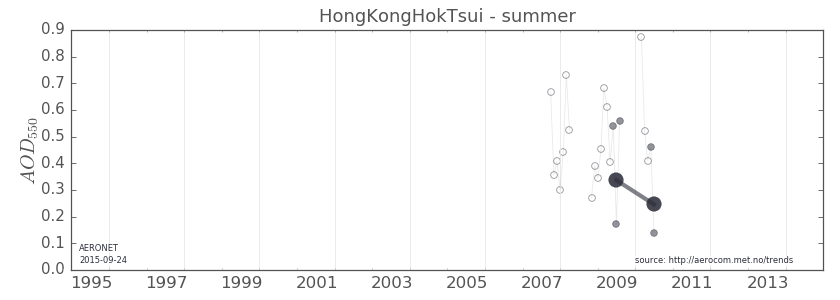 HongKongHokTsui - summer
0.9
0.8
0.7
0.6
0.5
0.4
0.3
0.2
0.1
0.0
AOD550
AERONET
2015-09-24
source: http://aerocom.met.no/trends
1995 1997 1999 2001 2003 2005 2007 2009 2011 2013